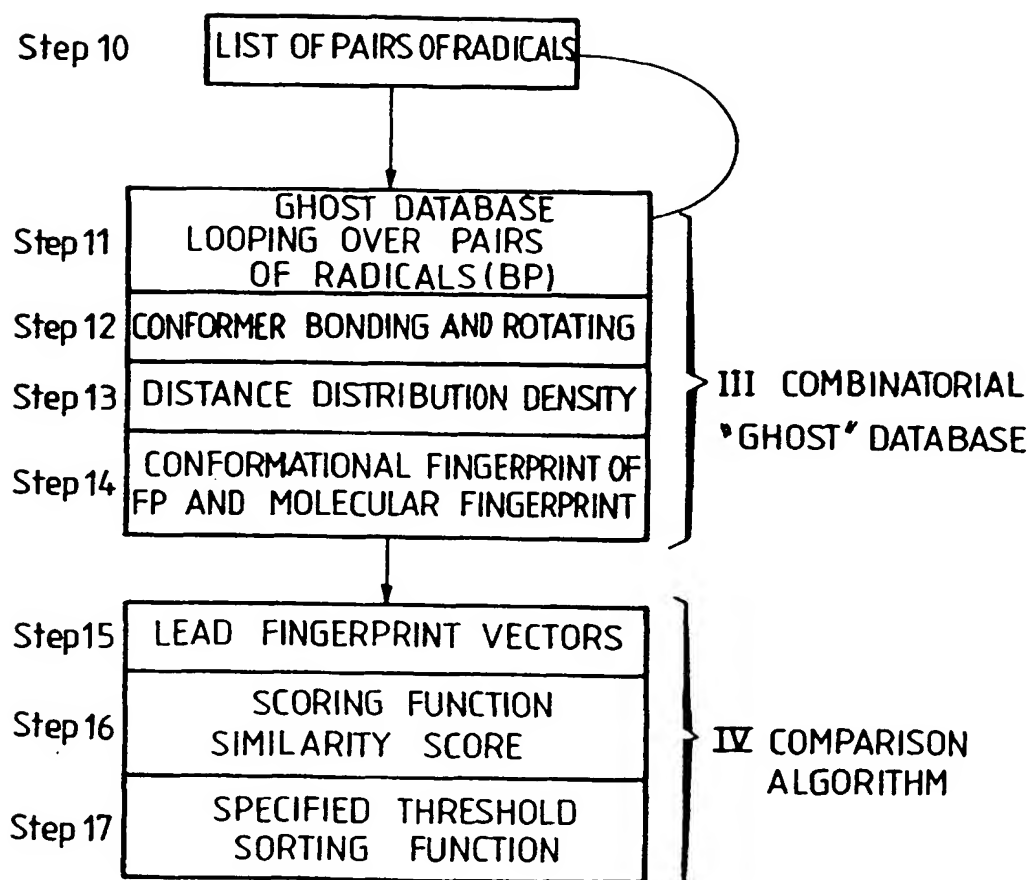 Step 10 LIST OF PAIRS OF RADICALS
GHOST DATABASE
Step 11 LOOPING OVER PAIRS
OF RADICALS (BP)
Step 12 CONFORMER BONDING AND ROTATING
Step 13 DISTANCE DISTRIBUTION DENSITY
Step 14 CONFORMATIONAL FINGERPRINT OF
FP AND MOLECULAR FINGERPRINT
III COMBINATORIAL
"GHOST" DATABASE
Step 15 LEAD FINGERPRINT VECTORS
Step 16 SCORING FUNCTION
SIMILARITY SCORE
Step 17 SPECIFIED THRESHOLD
SORTING FUNCTION
IV COMPARISON
ALGORITHM